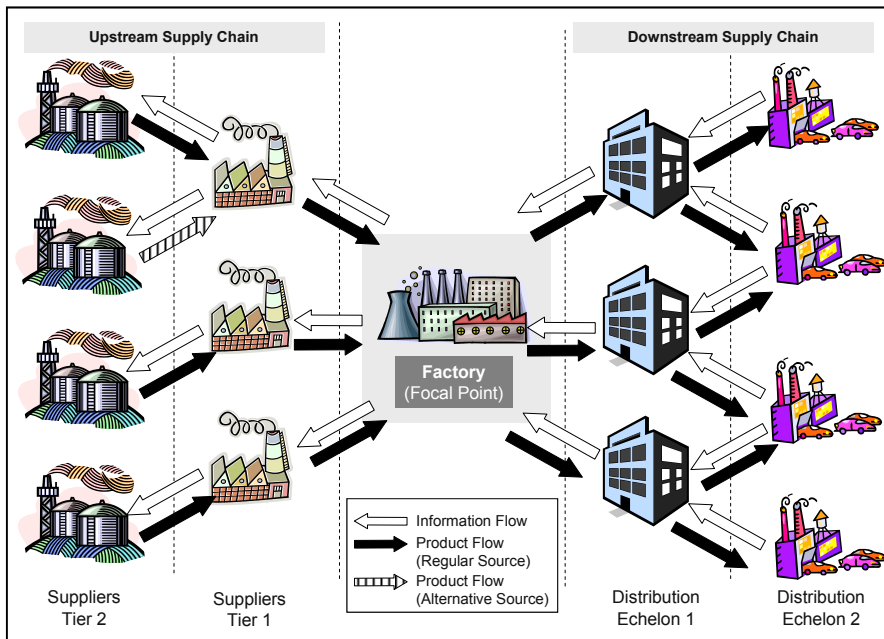 Upstream Supply Chain
Downstream Supply Chain
Factory
(Focal Point)
Information Flow
Product Flow
(Regular Source)
Product Flow
(Alternative Source)
Suppliers
Tier 2
Suppliers
Tier 1
Distribution
Echelon 1
Distribution
Echelon 2